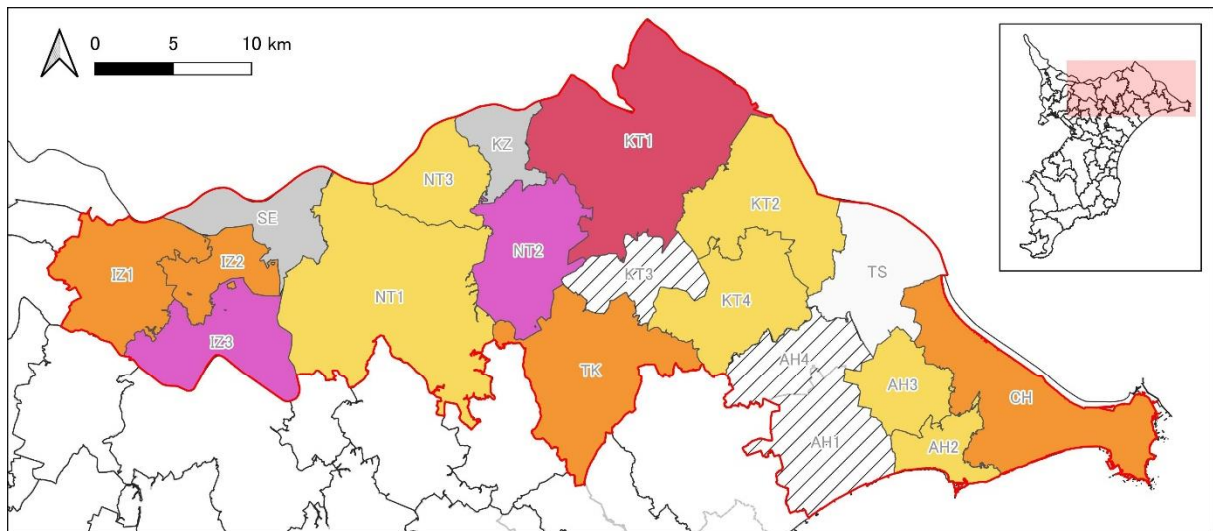 0 5 10 km
KT1
KZ
NT3
KT2
SE
IZ2
NT2
IZ1
KT3
TS
NT1
KT4
IZ3
AH4
TK
AH3
CH
AH1
AH2